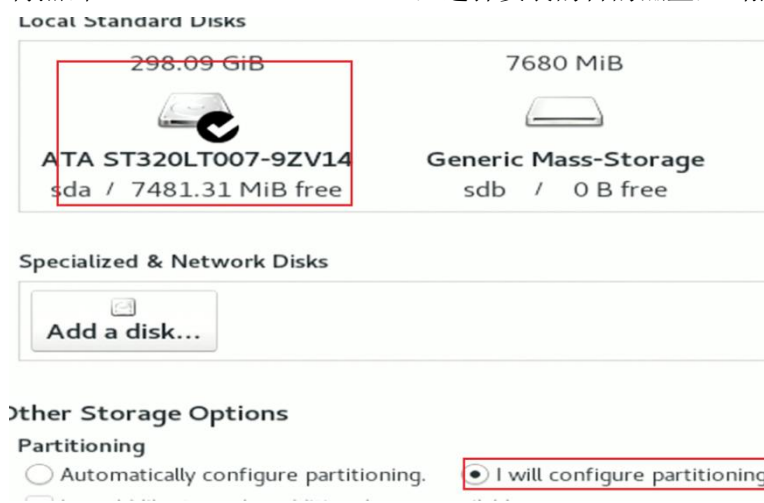 Local Standard Disks
298.09 GiB
7680 MiB
ATA ST320LT007-9ZV14
Generic Mass-Storage
sda / 7481.31 MiB free
sdb / 0 B free
Specialized & Network Disks
Add a disk...
Other Storage Options
Partitioning
Automatically configure partitioning.
I will configure partitioning